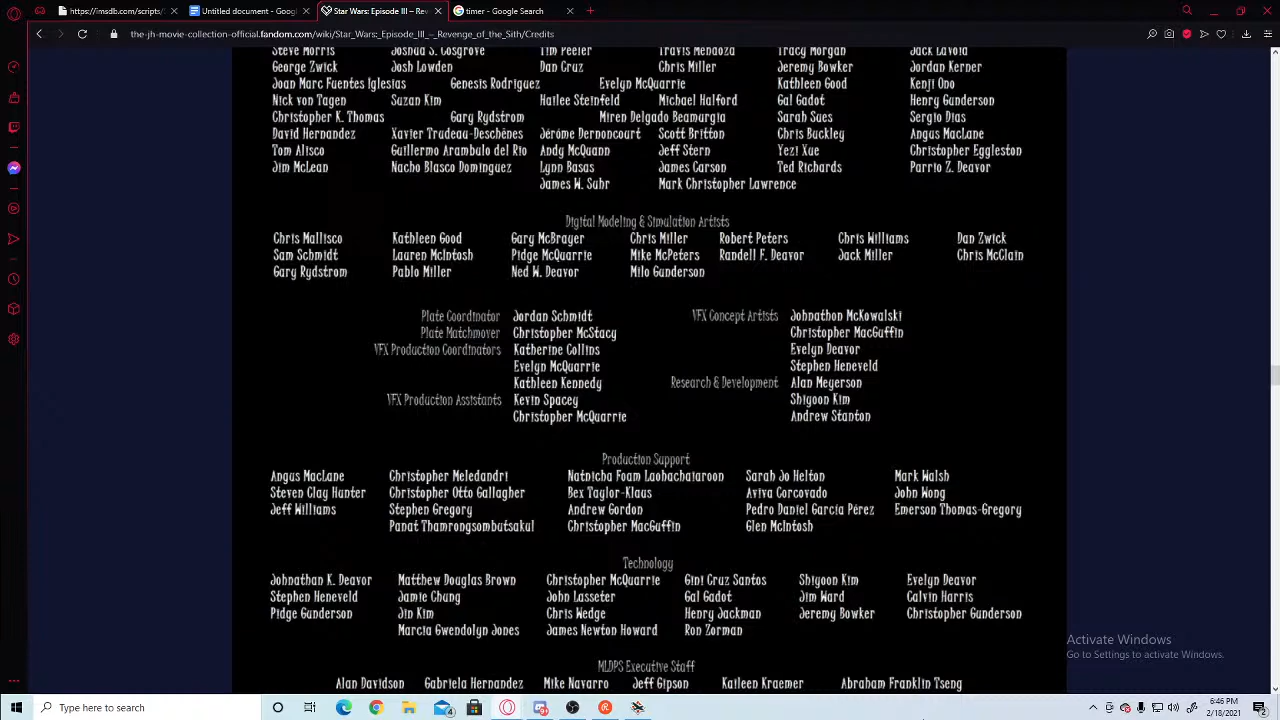 https://imsdb.com/scripts/
Untitled document - Googl
Star Wars: Episode III – Rev
timer - Google Search
the-jh-movie-collection-official.fandom.com/wiki/Star_Wars:_Episode_III_–_Revenge_of_the_Sith/Credits
Steve Morris Joshua S. Cosgrove Tim Peeler Travis Mendoza Tracy Morgan Jack Lavoia
George Zwick Josh Lowden Dan Cruz Chris Miller Jeremy Bowker Jordan Kerner
Joan Marc Fuentes Iglesias Genesis Rodriguez Evelyn McQuarrie Kathleen Good Kenji Ono
Nick von Tagen Suzan Kim Hailee Steinfeld Michael Halford Gal Gadot Henry Gunderson
Christopher K. Thomas Gary Rydstrom Miren Delgado Beamurgia Sarah Sues Sergio Dias
David Hernandez Xavier Trudeau-Deschênes Jérôme Dernoncourt Scott Britton Chris Buckley Angus MacLane
Tom Alisco Guillermo Arambulo del Rio Andy McQuann Jeff Stern Yezi Xue Christopher Eggleston
Jim McLean Nacho Blasco Dominguez Lynn Basas James Carson Ted Richards Parrio Z. Deavor
James W. Suhr Mark Christopher Lawrence
Digital Modeling & Simulation Artists
Chris Mallisco Kathleen Good Gary McBrayer Chris Miller Robert Peters Chris Williams Dan Zwick
Sam Schmidt Lauren McIntosh Pidge McQuarrie Mike McPeters Randell F. Deavor Jack Miller Chris McClain
Gary Rydstrom Pablo Miller Ned W. Deavor Milo Gunderson
Plate Coordinator Jordan Schmidt VFX Concept Artists Johnathon McKowalski
Plate Matchmover Christopher McStacy Christopher MacGuffin
VFX Production Coordinators Katherine Collins Evelyn Deavor
Evelyn McQuarrie Stephen Heneveld
Kathleen Kennedy Research & Development Alan Meyerson
VFX Production Assistants Kevin Spacey Shiyoon Kim
Christopher McQuarrie Andrew Stanton
Production Support
Angus MacLane Christopher Meledandri Natnicha Foam Laobachaiaroon Sarah Jo Helton Mark Walsh
Steven Clay Hunter Christopher Otto Gallagher Bex Taylor-Klaus Aviva Corcovado John Wong
Jeff Williams Stephen Gregory Andrew Gordon Pedro Daniel García Pérez Emerson Thomas-Gregory
Panat Thamrongsombutsakul Christopher MacGuffin Glen McIntosh
Technology
Johnathan K. Deavor Matthew Douglas Brown Christopher McQuarrie Gini Cruz Santos Shiyoon Kim Evelyn Deavor
Stephen Heneveld Jamie Chung John Lasseter Gal Gadot Jim Ward Calvin Harris
Pidge Gunderson Jin Kim Chris Wedge Henry Jackman Jeremy Bowker Christopher Gunderson
Marcia Gwendolyn Jones James Newton Howard Ron Zorman
Activate Windows
Go to Settings to activate Windows.
MLDPS Executive Staff
Alan Davidson Gabriela Hernandez Mike Navarro Jeff Gipson Kaileen Kraemer Abraham Franklin Tseng
Type here to search
6:46 PM
2/18/2021